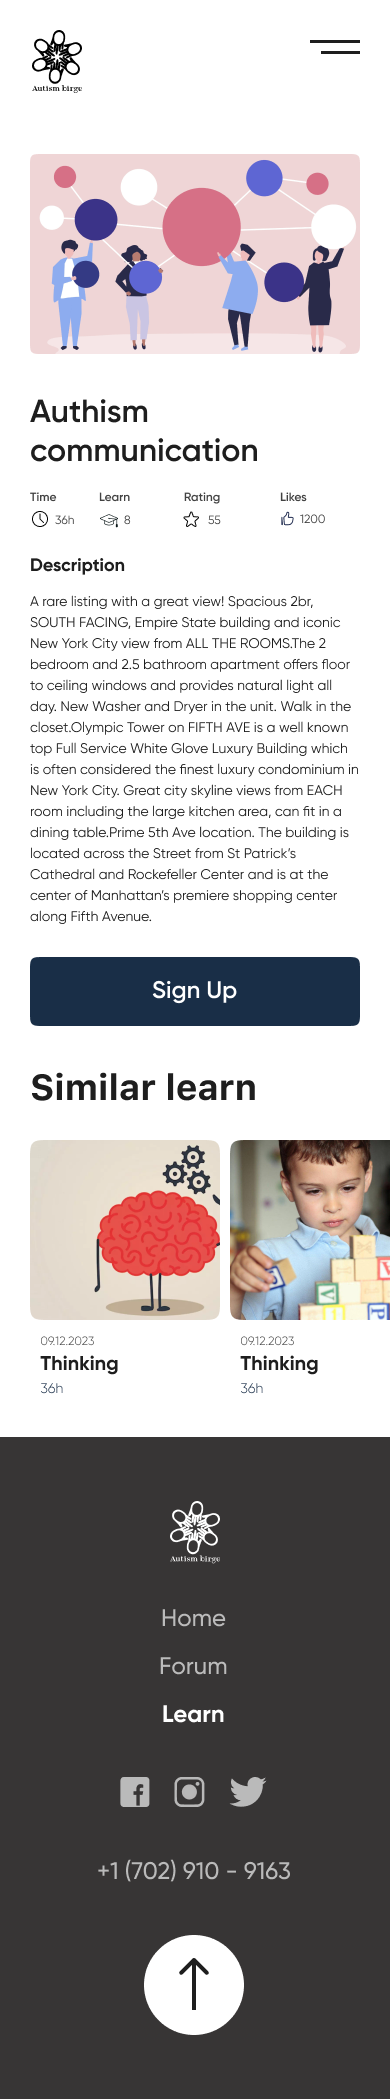 Autism birge
Authism
communication
Time Learn Rating Likes
36h 8 55 1200
Description
A rare listing with a great view! Spacious 2br,
SOUTH FACING, Empire State building and iconic
New York City view from ALL THE ROOMS.The 2
bedroom and 2.5 bathroom apartment offers floor
to ceiling windows and provides natural light all
day. New Washer and Dryer in the unit. Walk in the
closet.Olympic Tower on FIFTH AVE is a well known
top Full Service White Glove Luxury Building which
is often considered the finest luxury condominium in
New York City. Great city skyline views from EACH
room including the large kitchen area, can fit in a
dining table.Prime 5th Ave location. The building is
located across the Street from St Patrick’s
Cathedral and Rockefeller Center and is at the
center of Manhattan’s premiere shopping center
along Fifth Avenue.
Sign Up
Similar learn
09.12.2023 09.12.2023
Thinking Thinking
36h 36h
Autism birge
Home
Forum
Learn
+1 (702) 910 - 9163